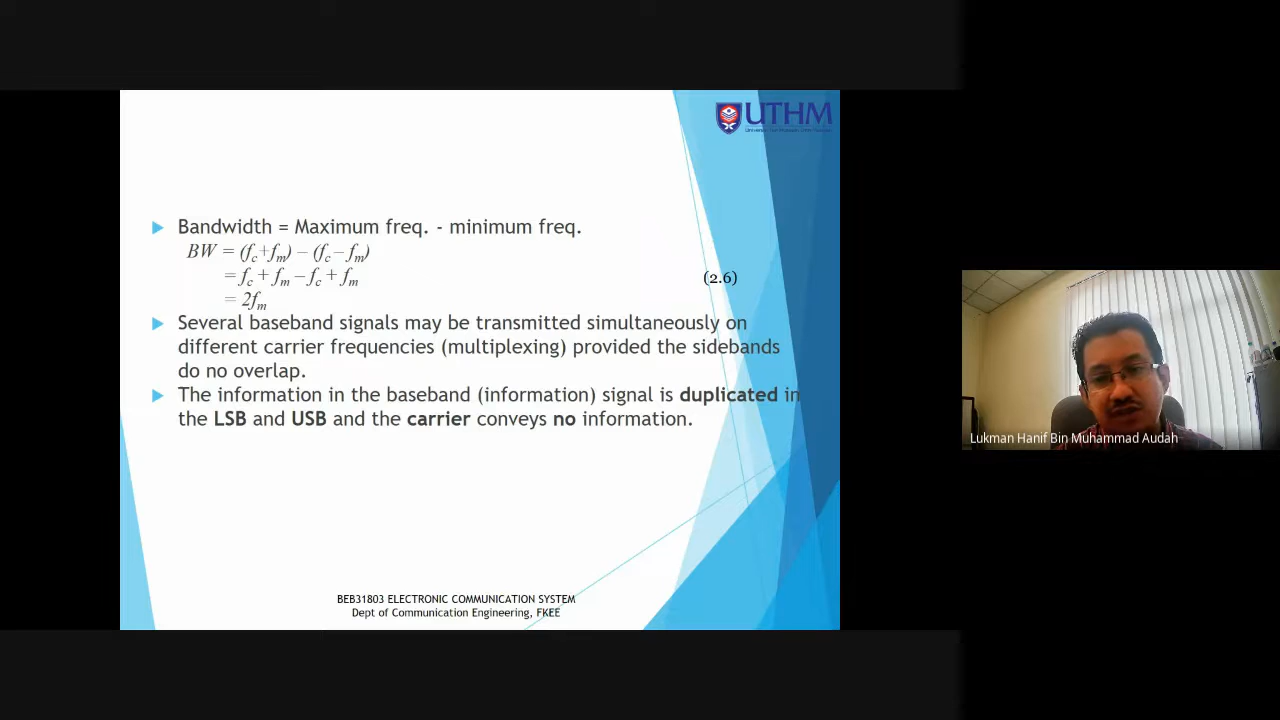 UTHM
Bandwidth = Maximum freq. - minimum freq.
BW = (fc+fm) – (fc – fm)
= fc + fm – fc + fm
(2.6)
= 2fm
Several baseband signals may be transmitted simultaneously on
different carrier frequencies (multiplexing) provided the sidebands
do no overlap.
The information in the baseband (information) signal is duplicated in
the LSB and USB and the carrier conveys no information.
BEB31803 ELECTRONIC COMMUNICATION SYSTEM
Dept of Communication Engineering, FKEE
Lukman Hanif Bin Muhammad Audah